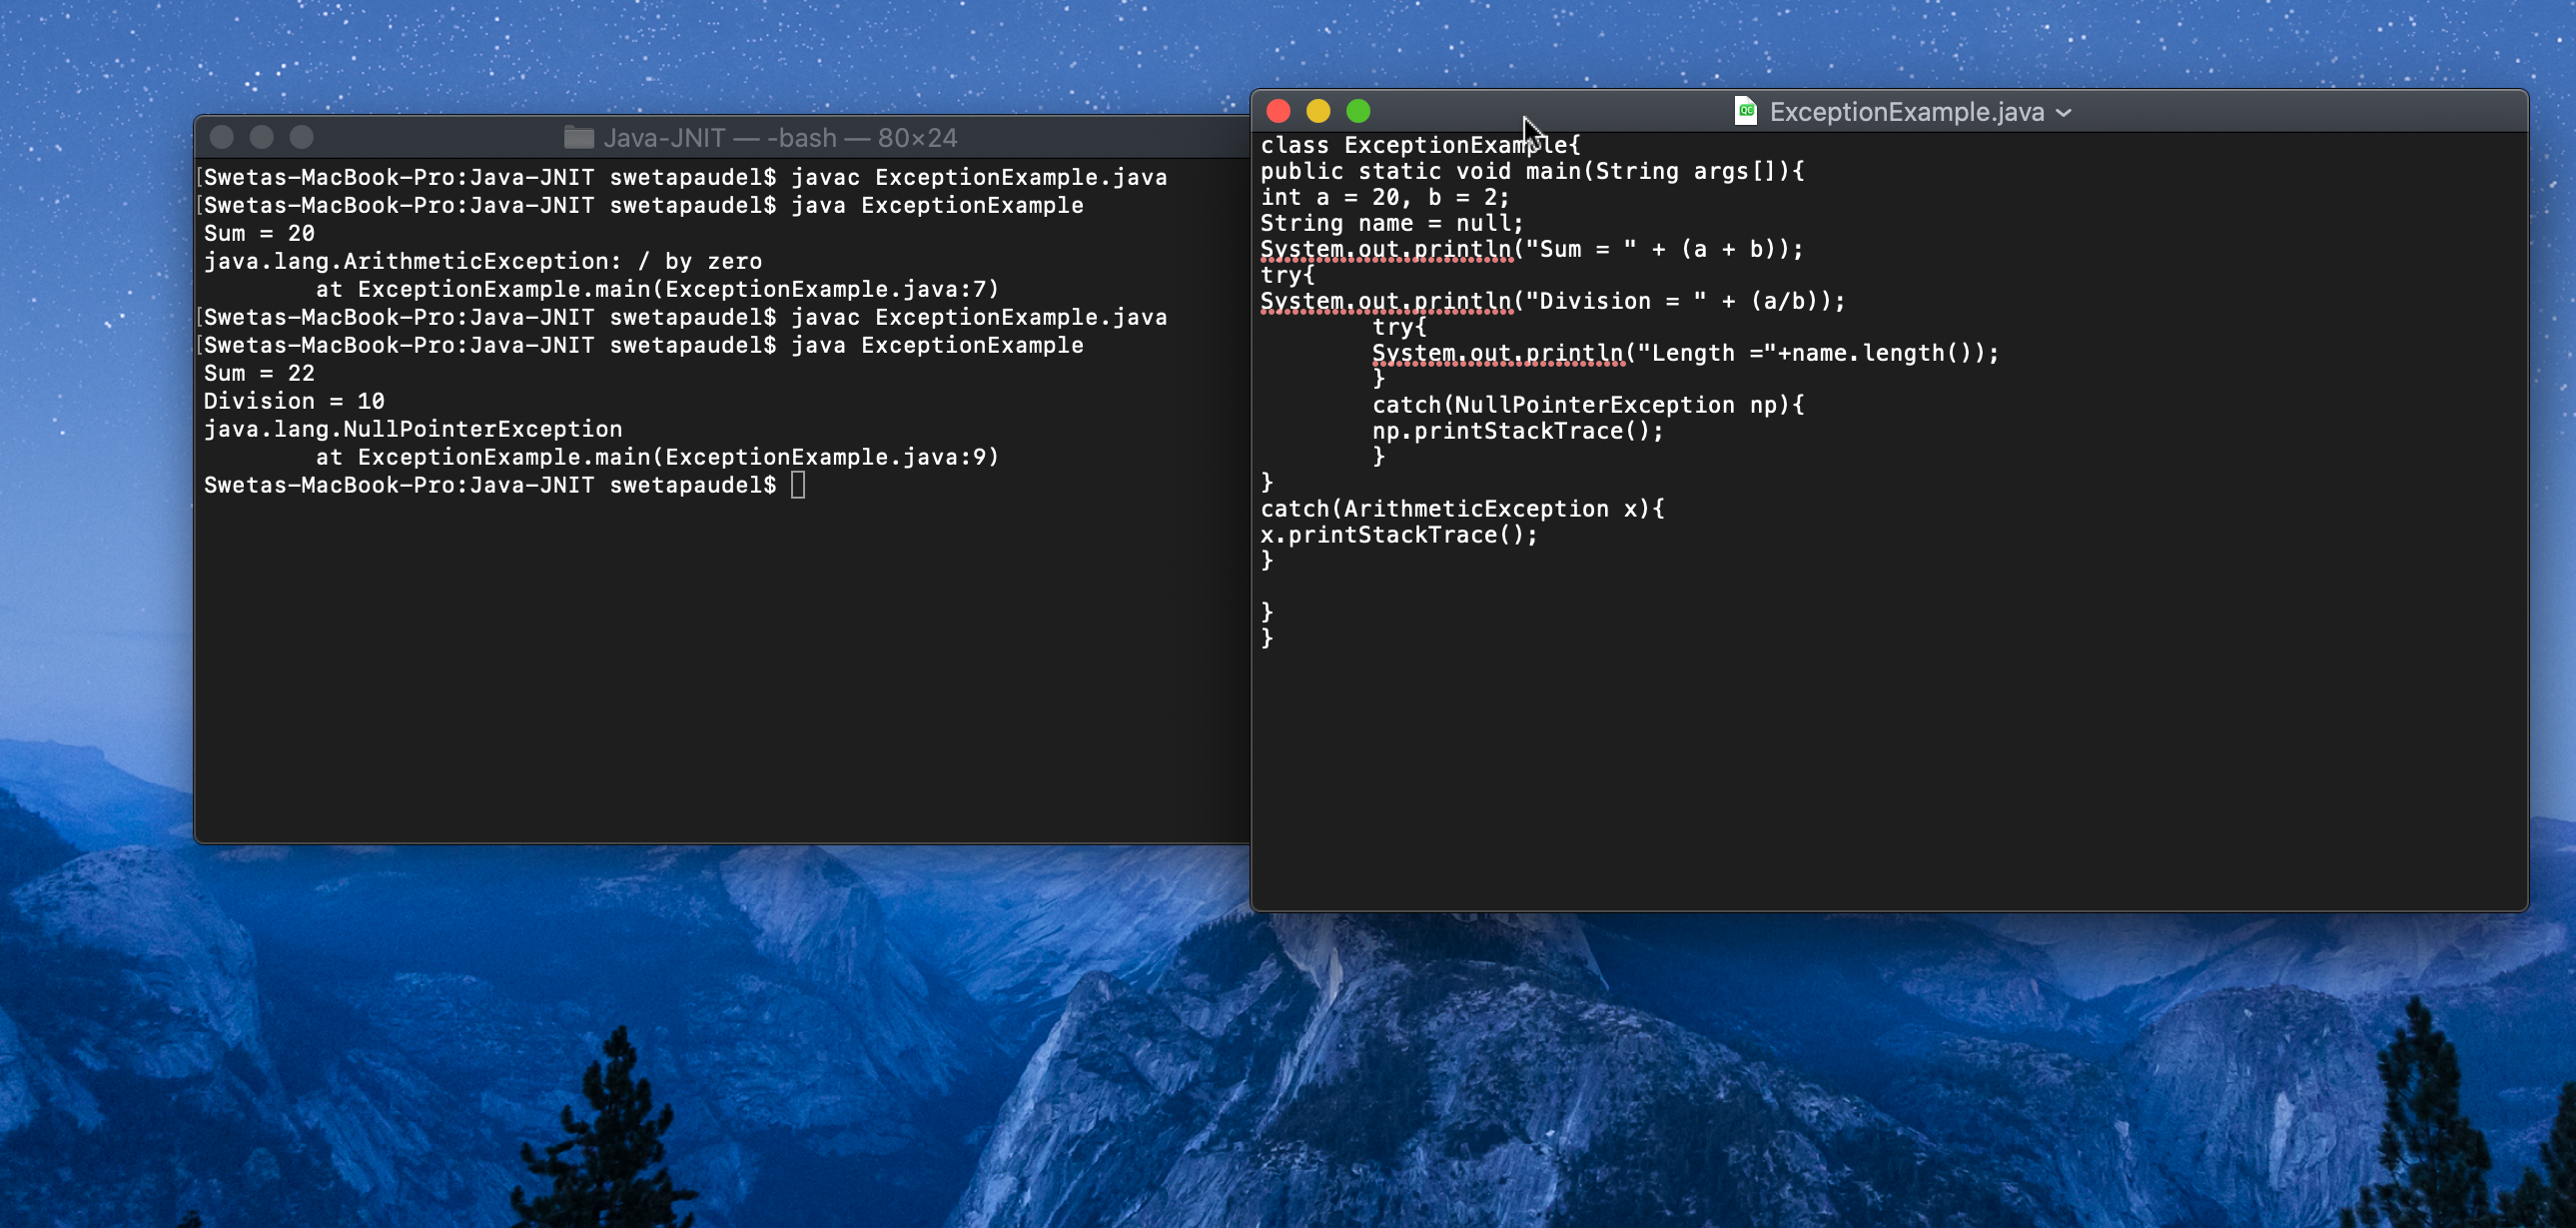 Java-JNIT — -bash — 80×24
[Swetas-MacBook-Pro:Java-JNIT swetapaudel$ javac ExceptionExample.java
[Swetas-MacBook-Pro:Java-JNIT swetapaudel$ java ExceptionExample
Sum = 20
java.lang.ArithmeticException: / by zero
        at ExceptionExample.main(ExceptionExample.java:7)
[Swetas-MacBook-Pro:Java-JNIT swetapaudel$ javac ExceptionExample.java
[Swetas-MacBook-Pro:Java-JNIT swetapaudel$ java ExceptionExample
Sum = 22
Division = 10
java.lang.NullPointerException
        at ExceptionExample.main(ExceptionExample.java:9)
Swetas-MacBook-Pro:Java-JNIT swetapaudel$
QC ExceptionExample.java
class ExceptionExample{
public static void main(String args[]){
int a = 20, b = 2;
String name = null;
System.out.println("Sum = " + (a + b));
try{
System.out.println("Division = " + (a/b));
        try{
        System.out.println("Length ="+name.length());
        }
        catch(NullPointerException np){
        np.printStackTrace();
        }
}
catch(ArithmeticException x){
x.printStackTrace();
}
}
}